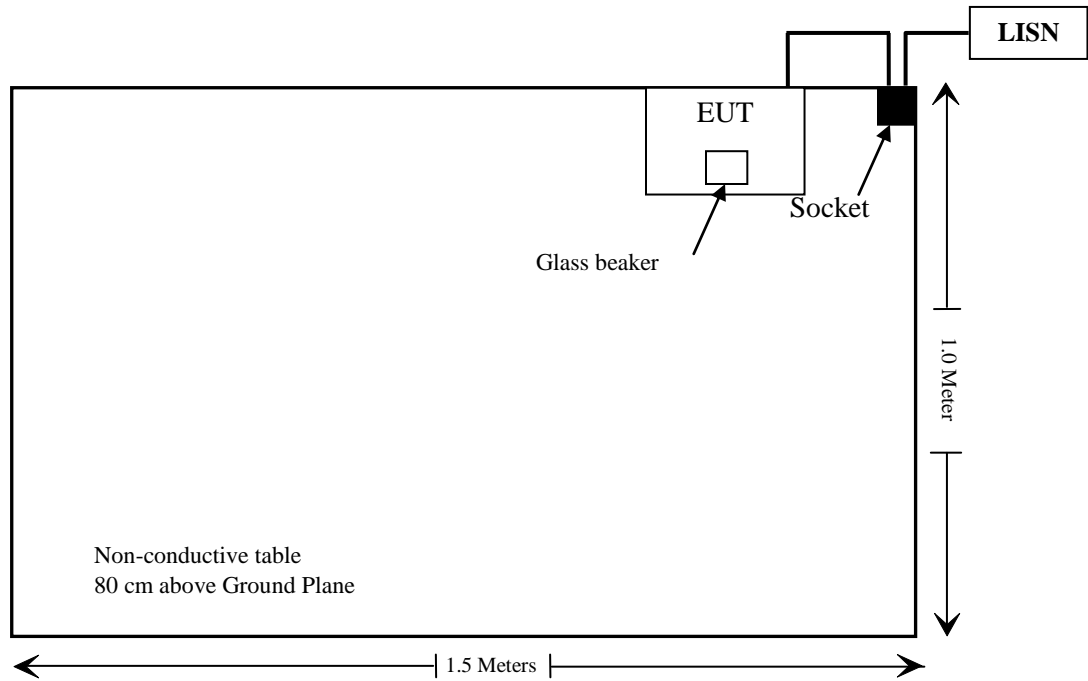 LISN
EUT
Socket
Glass beaker
1.0 Meter
Non-conductive table
80 cm above Ground Plane
1.5 Meters